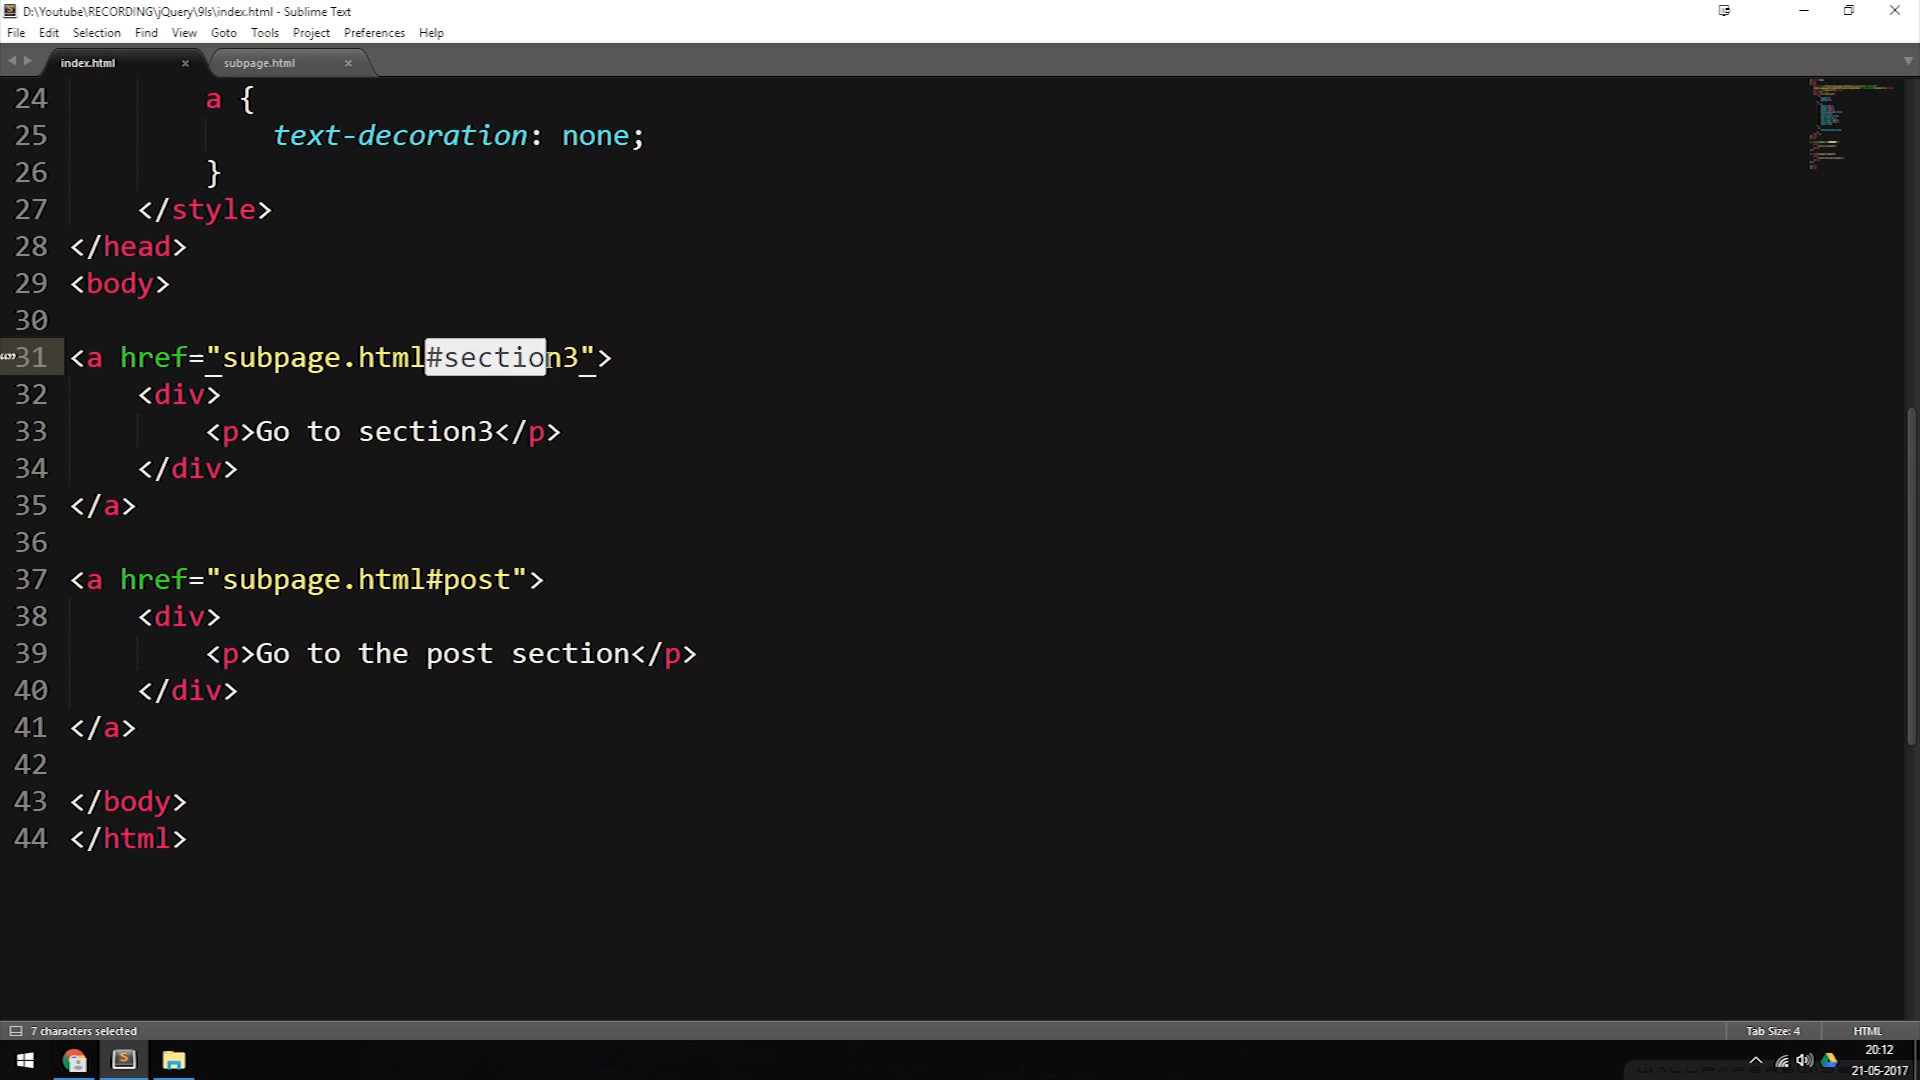 D:\Youtube\RECORDING\jQuery\9ls\index.html - Sublime Text
File Edit Selection Find View Goto Tools Project Preferences Help
index.html × subpage.html ×
24 a {
25 text-decoration: none;
26 }
27 </style>
28 </head>
29 <body>
30
31 <a href="subpage.html#section3">
32 <div>
33 <p>Go to section3</p>
34 </div>
35 </a>
36
37 <a href="subpage.html#post">
38 <div>
39 <p>Go to the post section</p>
40 </div>
41 </a>
42
43 </body>
44 </html>
7 characters selected Tab Size: 4 HTML
20:12
21-05-2017